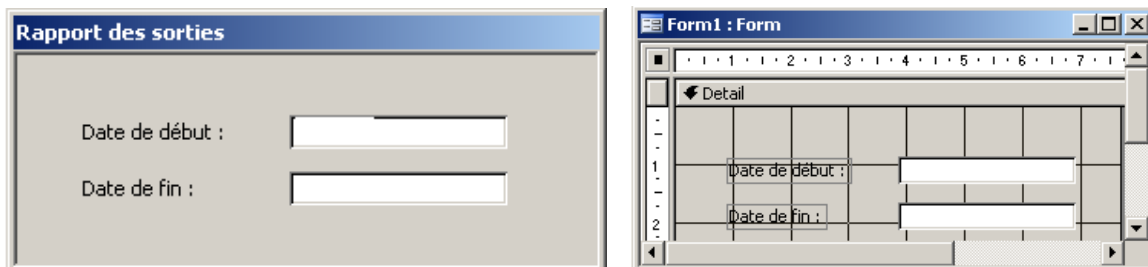 Rapport des sorties
Date de début :
Date de fin :
Form1 : Form
1 2 3 4 5 6 7
Detail
1
Date de début :
2
Date de fin :